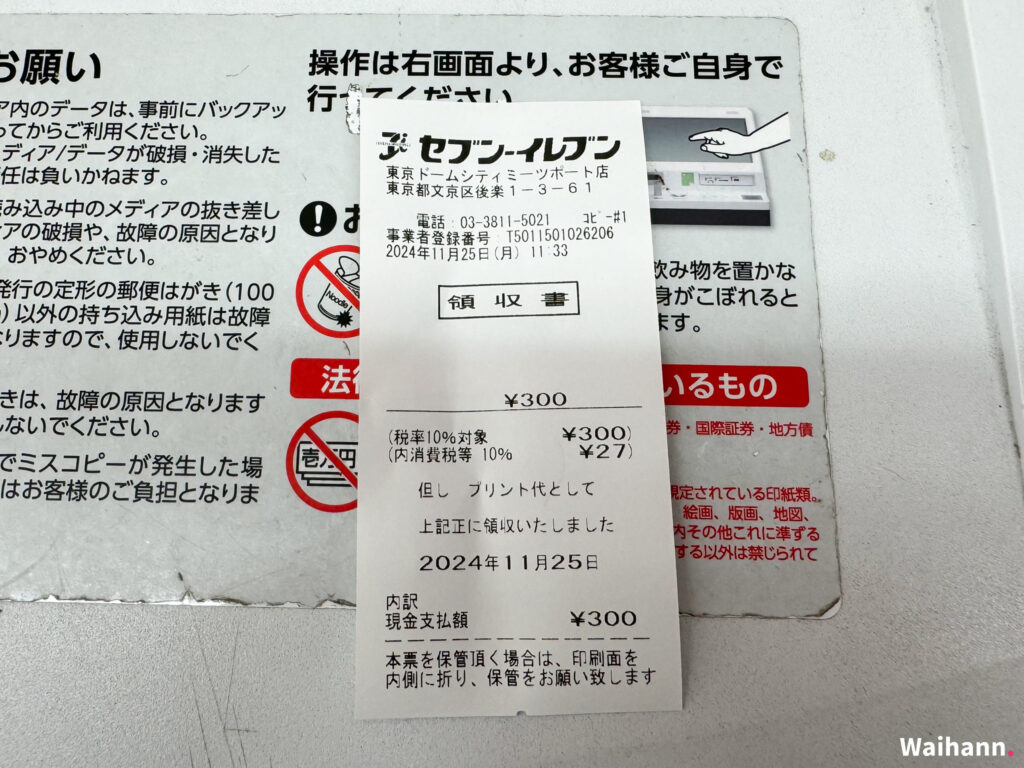 お願い
ア内のデータは、事前にバックアッ
ってからご利用ください。
ディア/データが破損・消失した
任は負いかねます。
み込み中のメディアの抜き差し
ィアの破損や、故障の原因となり
おやめください。
発行の定形の郵便はがき(100
以外の持ち込み用紙は故障
なりますので、使用しないでく
きは、故障の原因となります
しないでください。
でミスコピーが発生した場
はお客様のご負担となりま
操作は右画面より、お客様ご自身で
行ってください
お
Noodle
飲み物を置かな
身がこぼれると
ます。
法
いるもの
壱万円
券・国際証券・地方債
規定されている印紙類。
絵画、版画、地図、
内その他これに準ずる
する以外は禁じられて
セブン-イレブン
東京ドームシティミーツポート店
東京都文京区後楽1-3-61
電話:03-3811-5021 コピー#1
事業者登録番号:T5011501026206
2024年11月25日(月) 11:33
領収書
¥300
(税率10%対象 ¥300)
(内消費税等 10% ¥27)
但し プリント代として
上記正に領収いたしました
2024年11月25日
内訳
現金支払額 ¥300
本票を保管頂く場合は、印刷面を
内側に折り、保管をお願い致します
Waihann.